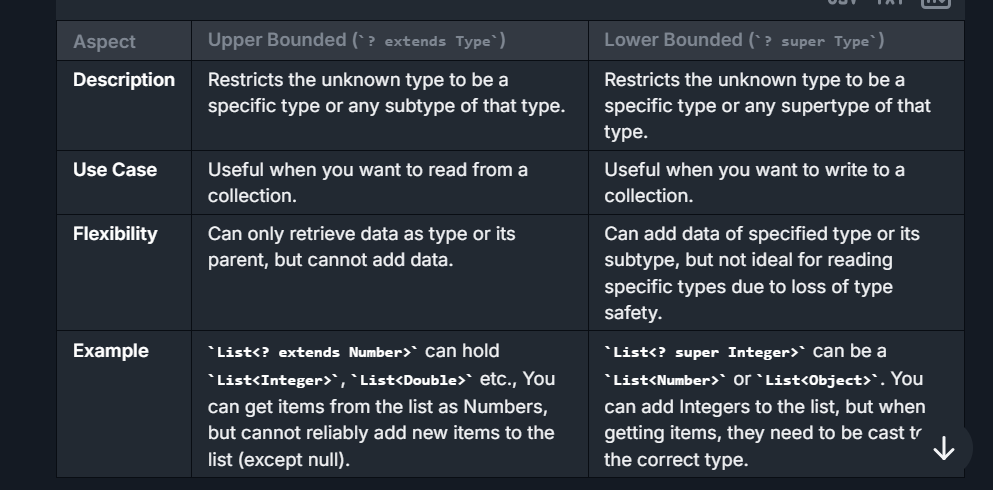 Aspect
Upper Bounded (`? extends Type`)
Lower Bounded (`? super Type`)
Description
Restricts the unknown type to be a
specific type or any subtype of that type.
Restricts the unknown type to be a
specific type or any supertype of that
type.
Use Case
Useful when you want to read from a
collection.
Useful when you want to write to a
collection.
Flexibility
Can only retrieve data as type or its
parent, but cannot add data.
Can add data of specified type or its
subtype, but not ideal for reading
specific types due to loss of type
safety.
Example
`List<? extends Number>` can hold
`List<Integer>`, `List<Double>` etc., You
can get items from the list as Numbers,
but cannot reliably add new items to the
list (except null).
`List<? super Integer>` can be a
`List<Number>` or `List<Object>`. You
can add Integers to the list, but when
getting items, they need to be cast
the correct type.